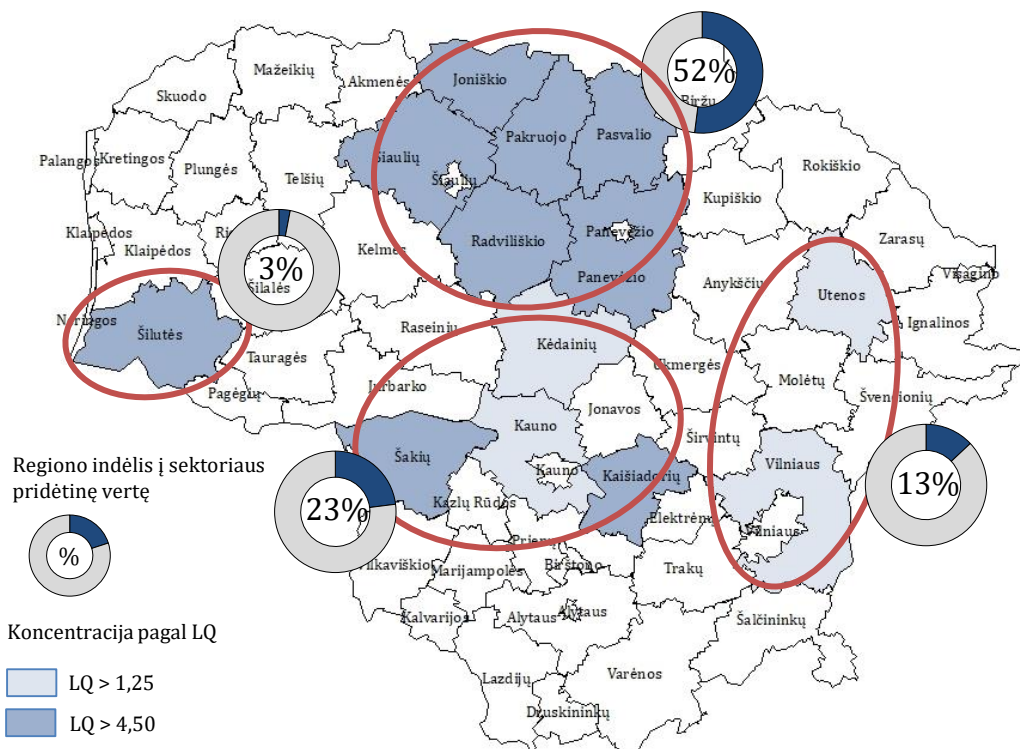 52%
Biržų
Mažeikių
Akmenės
Joniškio
Skuodo
Pakruojo
Pasvalio
Palangos
Kretingos
Plungės
Telšių
Šiaulių
Šiaulių
Kupiškio
Rokiškio
Klaipėdos
Klaipėdos
Kelmės
Radviliškio
Panevėžio
Panevėžio
Zarasų
Visagino
3%
Šilalės
Anykščių
Utenos
Ignalinos
Neringos
Šilutės
Raseinių
Kėdainių
Tauragės
Ukmergės
Molėtų
Švenčionių
Pagėgių
Jurbarko
Jonavos
Kauno
Širvintų
Šakių
Kauno
Kaišiadorių
Vilniaus
Regiono indėlis į sektoriaus
pridėtinę vertę
%
23%
Kazlų Rūdos
Elektrėnų
Vilniaus
13%
Prienų
Vilkaviškio
Marijampolės
Birštono
Trakų
Kalvarijos
Alytaus
Alytaus
Šalčininkų
Koncentracija pagal LQ
LQ > 1,25
LQ > 4,50
Lazdijų
Varėnos
Druskininkų